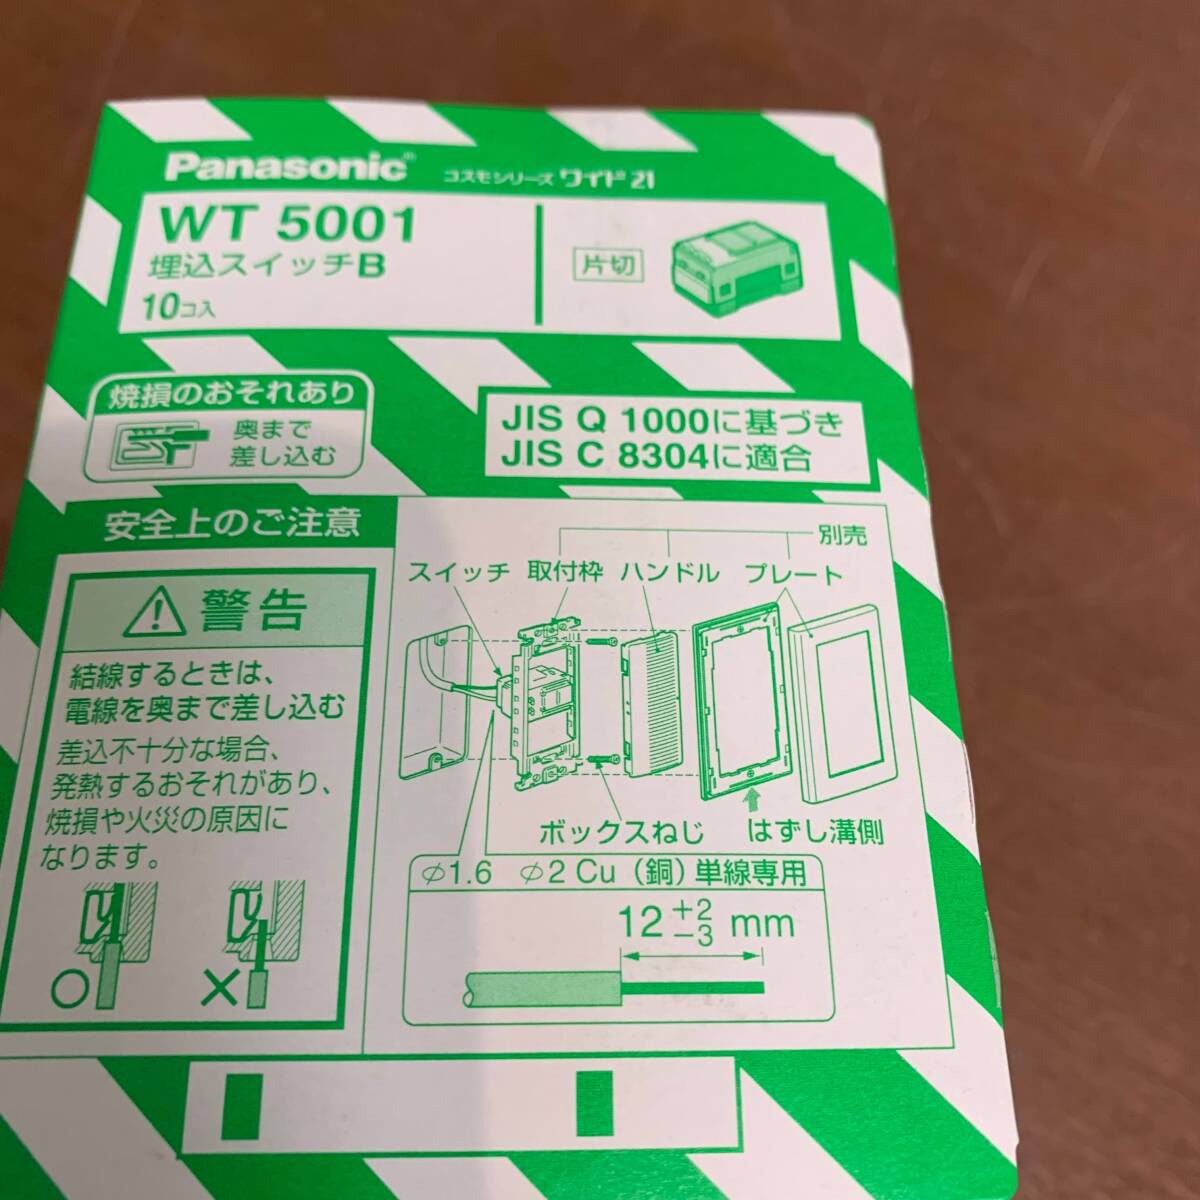 Panasonic コスモシリーズ ワイド21
WT 5001
埋込スイッチB
10コ入
片切
焼損のおそれあり
奥まで
差し込む
JIS Q 1000に基づき
JIS C 8304に適合
安全上のご注意
警告
結線するときは、
電線を奥まで差し込む
差込不十分な場合、
発熱するおそれがあり、
焼損や火災の原因に
なります。
○ ×
別売
スイッチ 取付枠 ハンドル プレート
ボックスねじ はずし溝側
φ1.6 φ2 Cu（銅）単線専用
12 +2 −3 mm